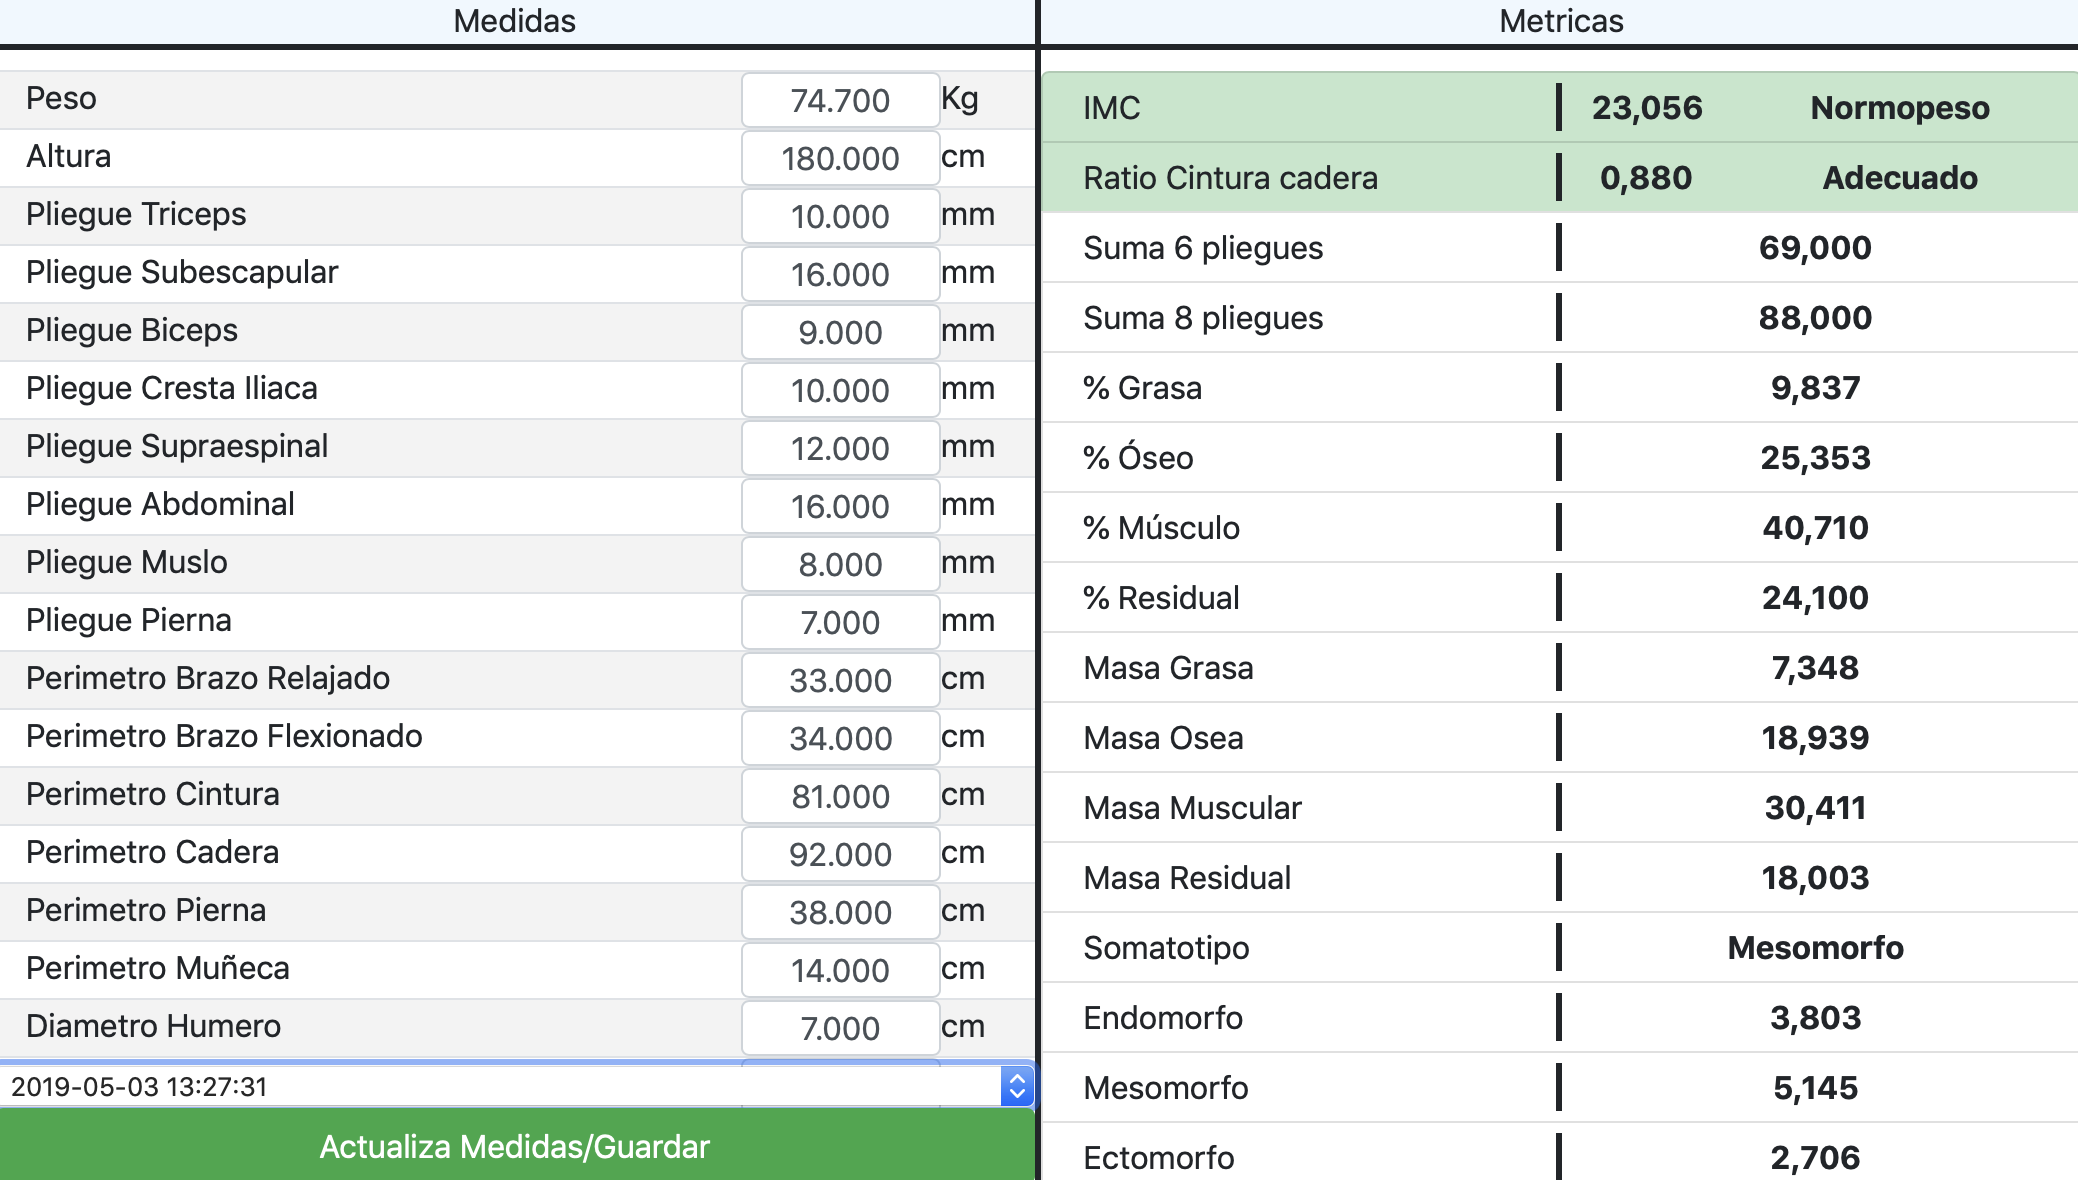 Medidas
Peso 74.700 Kg
Altura 180.000 cm
Pliegue Triceps 10.000 mm
Pliegue Subescapular 16.000 mm
Pliegue Biceps 9.000 mm
Pliegue Cresta Iliaca 10.000 mm
Pliegue Supraespinal 12.000 mm
Pliegue Abdominal 16.000 mm
Pliegue Muslo 8.000 mm
Pliegue Pierna 7.000 mm
Perimetro Brazo Relajado 33.000 cm
Perimetro Brazo Flexionado 34.000 cm
Perimetro Cintura 81.000 cm
Perimetro Cadera 92.000 cm
Perimetro Pierna 38.000 cm
Perimetro Muñeca 14.000 cm
Diametro Humero 7.000 cm
2019-05-03 13:27:31
Actualiza Medidas/Guardar
Metricas
IMC 23,056 Normopeso
Ratio Cintura cadera 0,880 Adecuado
Suma 6 pliegues 69,000
Suma 8 pliegues 88,000
% Grasa 9,837
% Óseo 25,353
% Músculo 40,710
% Residual 24,100
Masa Grasa 7,348
Masa Osea 18,939
Masa Muscular 30,411
Masa Residual 18,003
Somatotipo Mesomorfo
Endomorfo 3,803
Mesomorfo 5,145
Ectomorfo 2,706